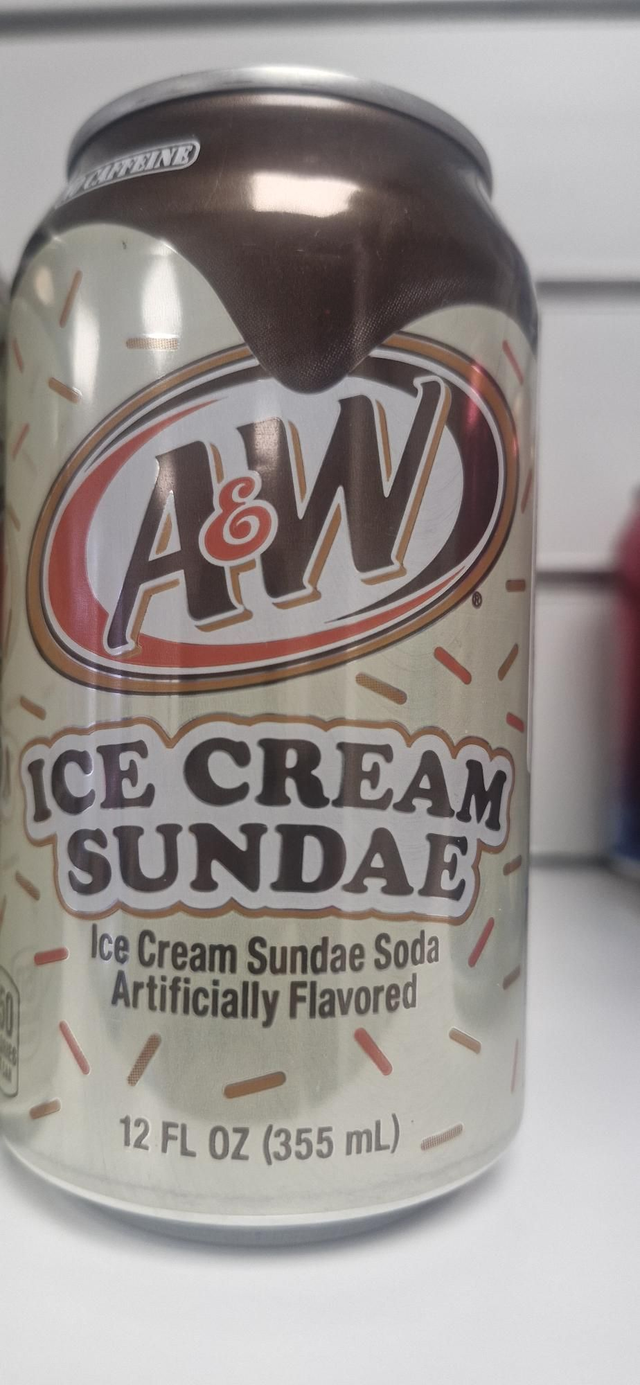 CAFFEINE
A&W
®
ICE CREAM
SUNDAE
Ice Cream Sundae Soda
Artificially Flavored
12 FL OZ (355 mL)